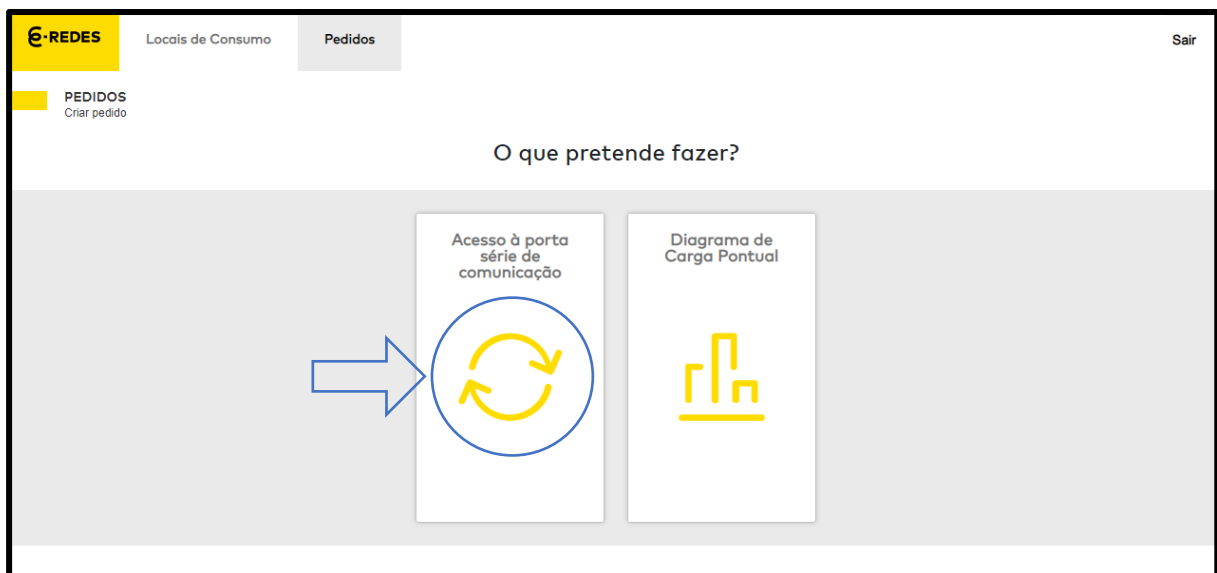 E-REDES
Locais de Consumo
Pedidos
Sair
PEDIDOS
Criar pedido
O que pretende fazer?
Acesso à porta
série de
comunicação
Diagrama de
Carga Pontual